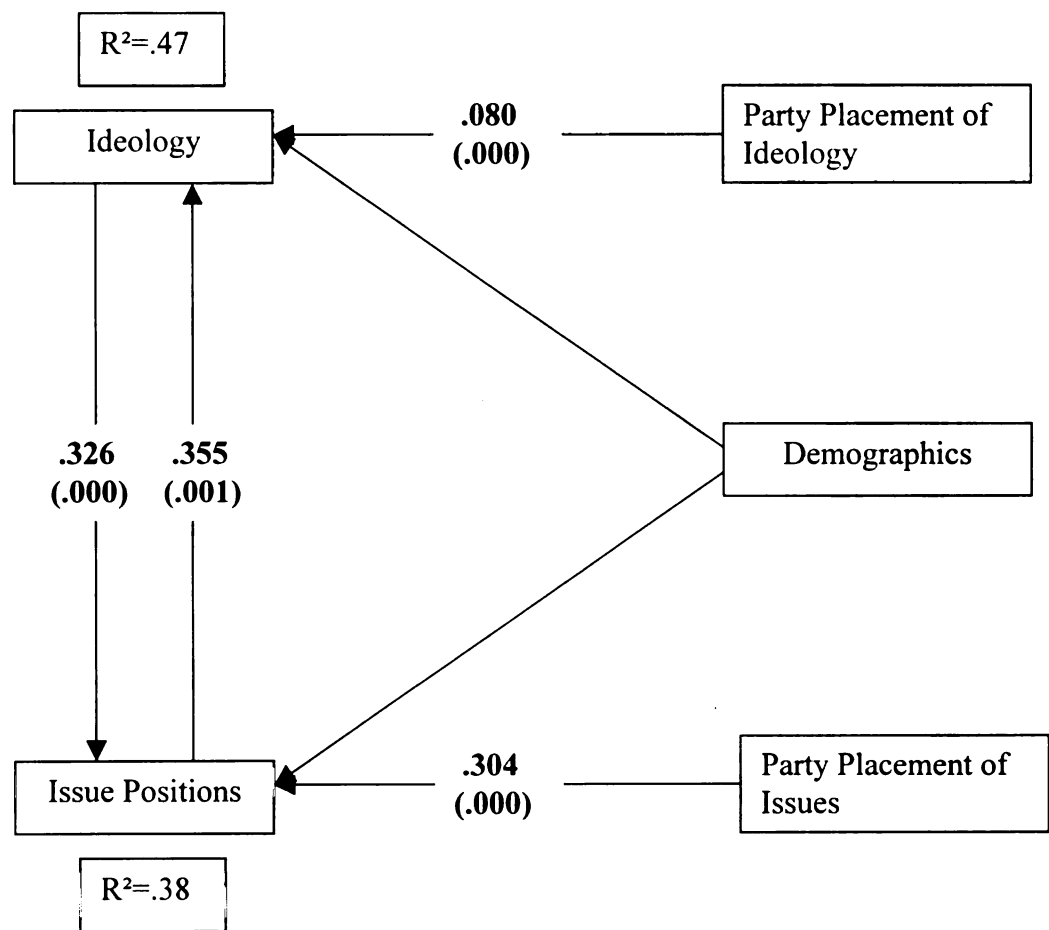 R²=.47
Ideology
.080
(.000)
Party Placement of
Ideology
.326
(.000)
.355
(.001)
Demographics
Issue Positions
.304
(.000)
Party Placement of
Issues
R²=.38